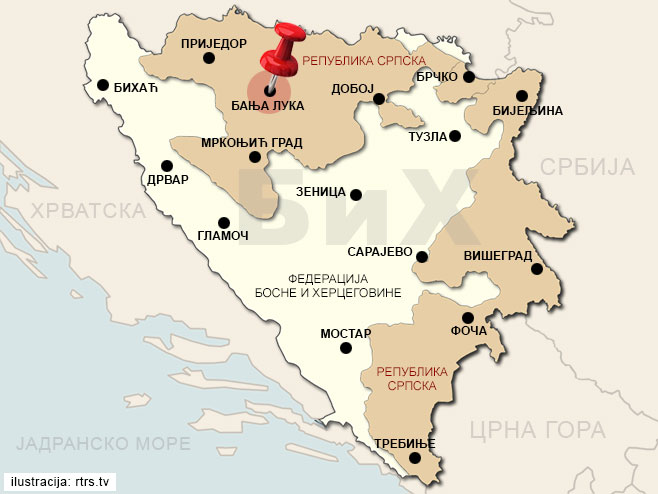 ПРИЈЕДОР
РЕПУБЛИКА СРПСКА
БРЧКО
БИХАЋ
ДОБОЈ
БАЊА ЛУКА
БИЈЕЉИНА
ТУЗЛА
МРКОЊИЋ ГРАД
СРБИЈА
ДРВАР
ЗЕНИЦА
БиХ
ХРВАТСКА
ГЛАМОЧ
САРАЈЕВО
ВИШЕГРАД
ФЕДЕРАЦИЈА
БОСНЕ И ХЕРЦЕГОВИНЕ
МОСТАР
ФОЧА
РЕПУБЛИКА
СРПСКА
ЦРНА ГОРА
ЈАДРАНСКО МОРЕ
ТРЕБИЊЕ
ilustracija: rtrs.tv